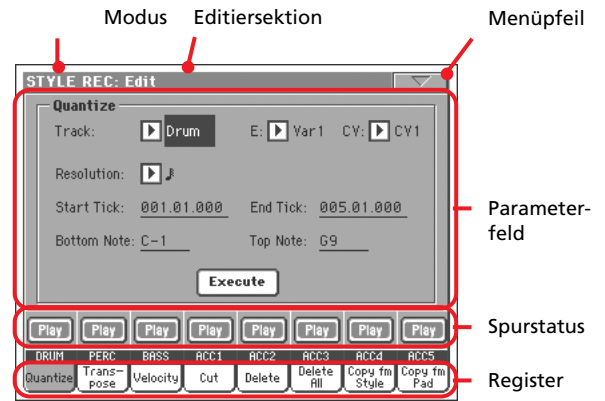 Modus Editiersektion Menüpfeil
STYLE REC: Edit
Quantize
Track: Drum E: Var1 CV: CV1
Resolution:
Start Tick: 001.01.000 End Tick: 005.01.000
Bottom Note: C-1 Top Note: G9
Execute
Parameter-
feld
Play Play Play Play Play Play Play Play
Spurstatus
DRUM PERC BASS ACC1 ACC2 ACC3 ACC4 ACC5
Quantize Trans-
pose Velocity Cut Delete Delete
All Copy fm
Style Copy fm
Pad
Register